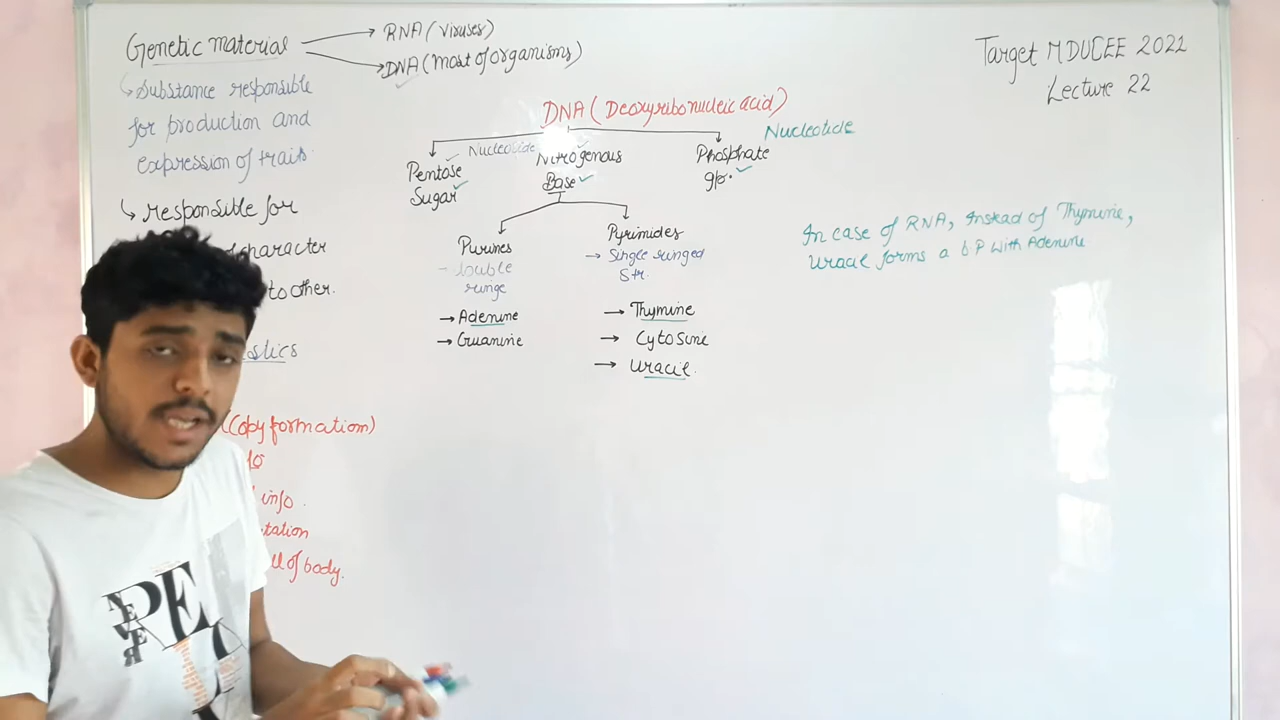 Genetic material
RNA (viruses)
DNA (Most of organisms)
Substance responsible
for production and
expression of traits.
responsible for
character
to other.
(Copy formation)
info
of body.
Target MDUCEE 2022
Lecture 22
DNA (Deoxyribonucleic acid)
Nucleotide
Pentose
Sugar
Nucleoside
Nitrogenous
Base
Phosphate
Purines
double
ringe
→ Adenine
→ Guanine
Pyrimides
→ Single ringed
Str.
→ Thymine
→ Cytosine
→ Uracil.
In case of RNA, Instead of Thymine,
Uracil forms a b.P with Adenine